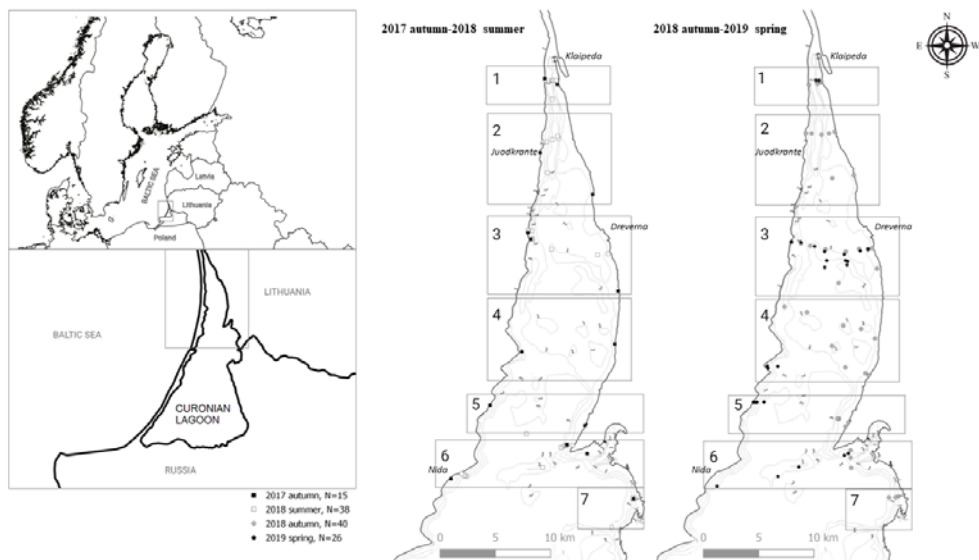 2017 autumn-2018 summer
2018 autumn-2019 spring
N
E
W
S
Klaipeda
Klaipeda
1
1
2
2
Juodkrante
Juodkrante
BALTIC SEA
Latvia
Lithuania
Poland
Dreverna
Dreverna
3
3
LITHUANIA
BALTIC SEA
4
4
CURONIAN
LAGOON
5
5
RUSSIA
6
6
Nida
Nida
7
7
2017 autumn, N=15
2018 summer, N=38
2018 autumn, N=40
2019 spring, N=26
0
5
10 km
0
5
10 km